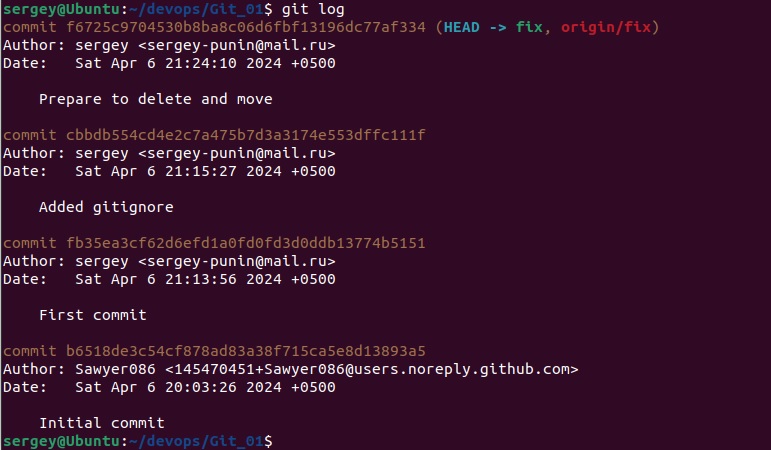 sergey@Ubuntu:~/devops/Git_01$ git log
commit f6725c9704530b8ba8c06d6fbf13196dc77af334 (HEAD -> fix, origin/fix)
Author: sergey <sergey-punin@mail.ru>
Date:   Sat Apr 6 21:24:10 2024 +0500
Prepare to delete and move
commit cbbdb554cd4e2c7a475b7d3a3174e553dffc111f
Author: sergey <sergey-punin@mail.ru>
Date:   Sat Apr 6 21:15:27 2024 +0500
Added gitignore
commit fb35ea3cf62d6efd1a0fd0fd3d0ddb13774b5151
Author: sergey <sergey-punin@mail.ru>
Date:   Sat Apr 6 21:13:56 2024 +0500
First commit
commit b6518de3c54cf878ad83a38f715ca5e8d13893a5
Author: Sawyer086 <145470451+Sawyer086@users.noreply.github.com>
Date:   Sat Apr 6 20:03:26 2024 +0500
Initial commit
sergey@Ubuntu:~/devops/Git_01$